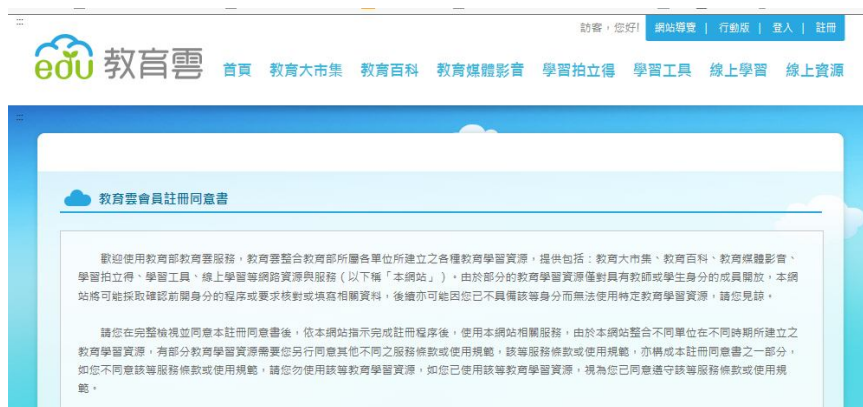 訪客，您好! 網站導覽 | 行動版 | 登入 | 註冊
edu 教育雲 首頁 教育大市集 教育百科 教育媒體影音 學習拍立得 學習工具 線上學習 線上資源
教育雲會員註冊同意書
歡迎使用教育部教育雲服務，教育雲整合教育部所屬各單位所建立之各種教育學習資源，提供包括：教育大市集、教育百科、教育媒體影音、
學習拍立得、學習工具、線上學習等網路資源與服務（以下稱「本網站」）。由於部分的教育學習資源僅對具有教師或學生身分的成員開放，本網
站將可能採取確認前開身分的程序或要求核對或填寫相關資料，後續亦可能因您已不具備該等身分而無法使用特定教育學習資源，請您見諒。
請您在完整檢視並同意本註冊同意書後，依本網站指示完成註冊程序後，使用本網站相關服務，由於本網站整合不同單位在不同時期所建立之
教育學習資源，有部分教育學習資源需要您另行同意其他不同之服務條款或使用規範，該等服務條款或使用規範，亦構成本註冊同意書之一部分，
如您不同意該等服務條款或使用規範，請您勿使用該等教育學習資源，如您已使用該等教育學習資源，視為您已同意遵守該等服務條款或使用規
範。